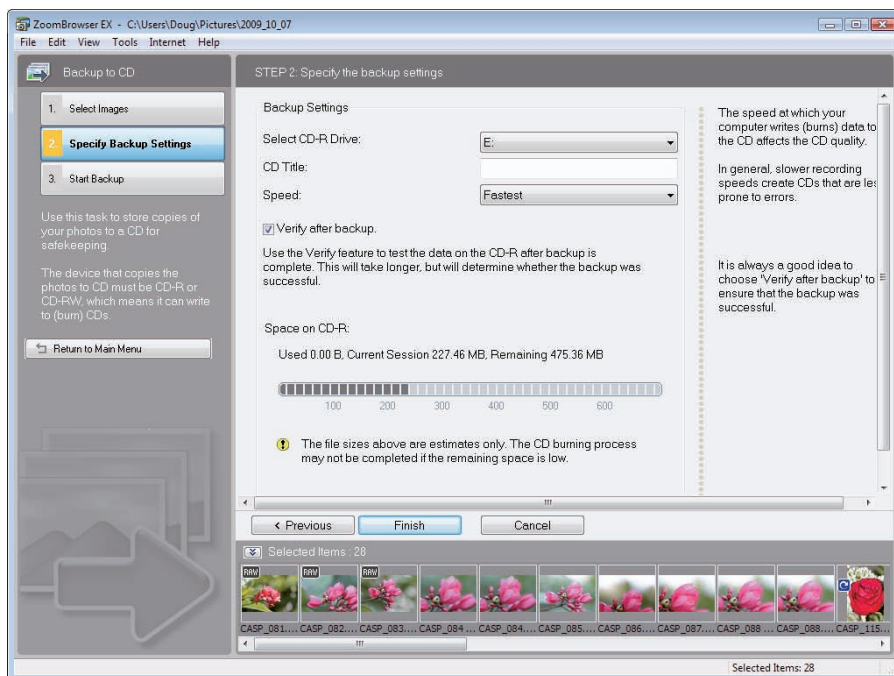 ZoomBrowser EX - C:\Users\Doug\Pictures\2009_10_07
File Edit View Tools Internet Help
Backup to CD
1. Select Images
2. Specify Backup Settings
3. Start Backup
Use this task to store copies of
your photos to a CD for
safekeeping.
The device that copies the
photos to CD must be CD-R or
CD-RW, which means it can write
to (burn) CDs.
Return to Main Menu
STEP 2: Specify the backup settings
Backup Settings
Select CD-R Drive: E:
CD Title:
Speed: Fastest
Verify after backup.
Use the Verify feature to test the data on the CD-R after backup is
complete. This will take longer, but will determine whether the backup was
successful.
Space on CD-R:
Used 0.00 B, Current Session 227.46 MB, Remaining 475.36 MB
100 200 300 400 500 600
The file sizes above are estimates only. The CD burning process
may not be completed if the remaining space is low.
The speed at which your
computer writes (burns) data to
the CD affects the CD quality.
In general, slower recording
speeds create CDs that are les
prone to errors.
It is always a good idea to
choose 'Verify after backup' to
ensure that the backup was
successful.
< Previous Finish Cancel
Selected Items : 28
RAW RAW RAW
CASP_081.... CASP_082... CASP_083... CASP_084 ... CASP_084... CASP_085... CASP_086... CASP_087... CASP_088 ... CASP_088... CASP_115...
Selected Items: 28